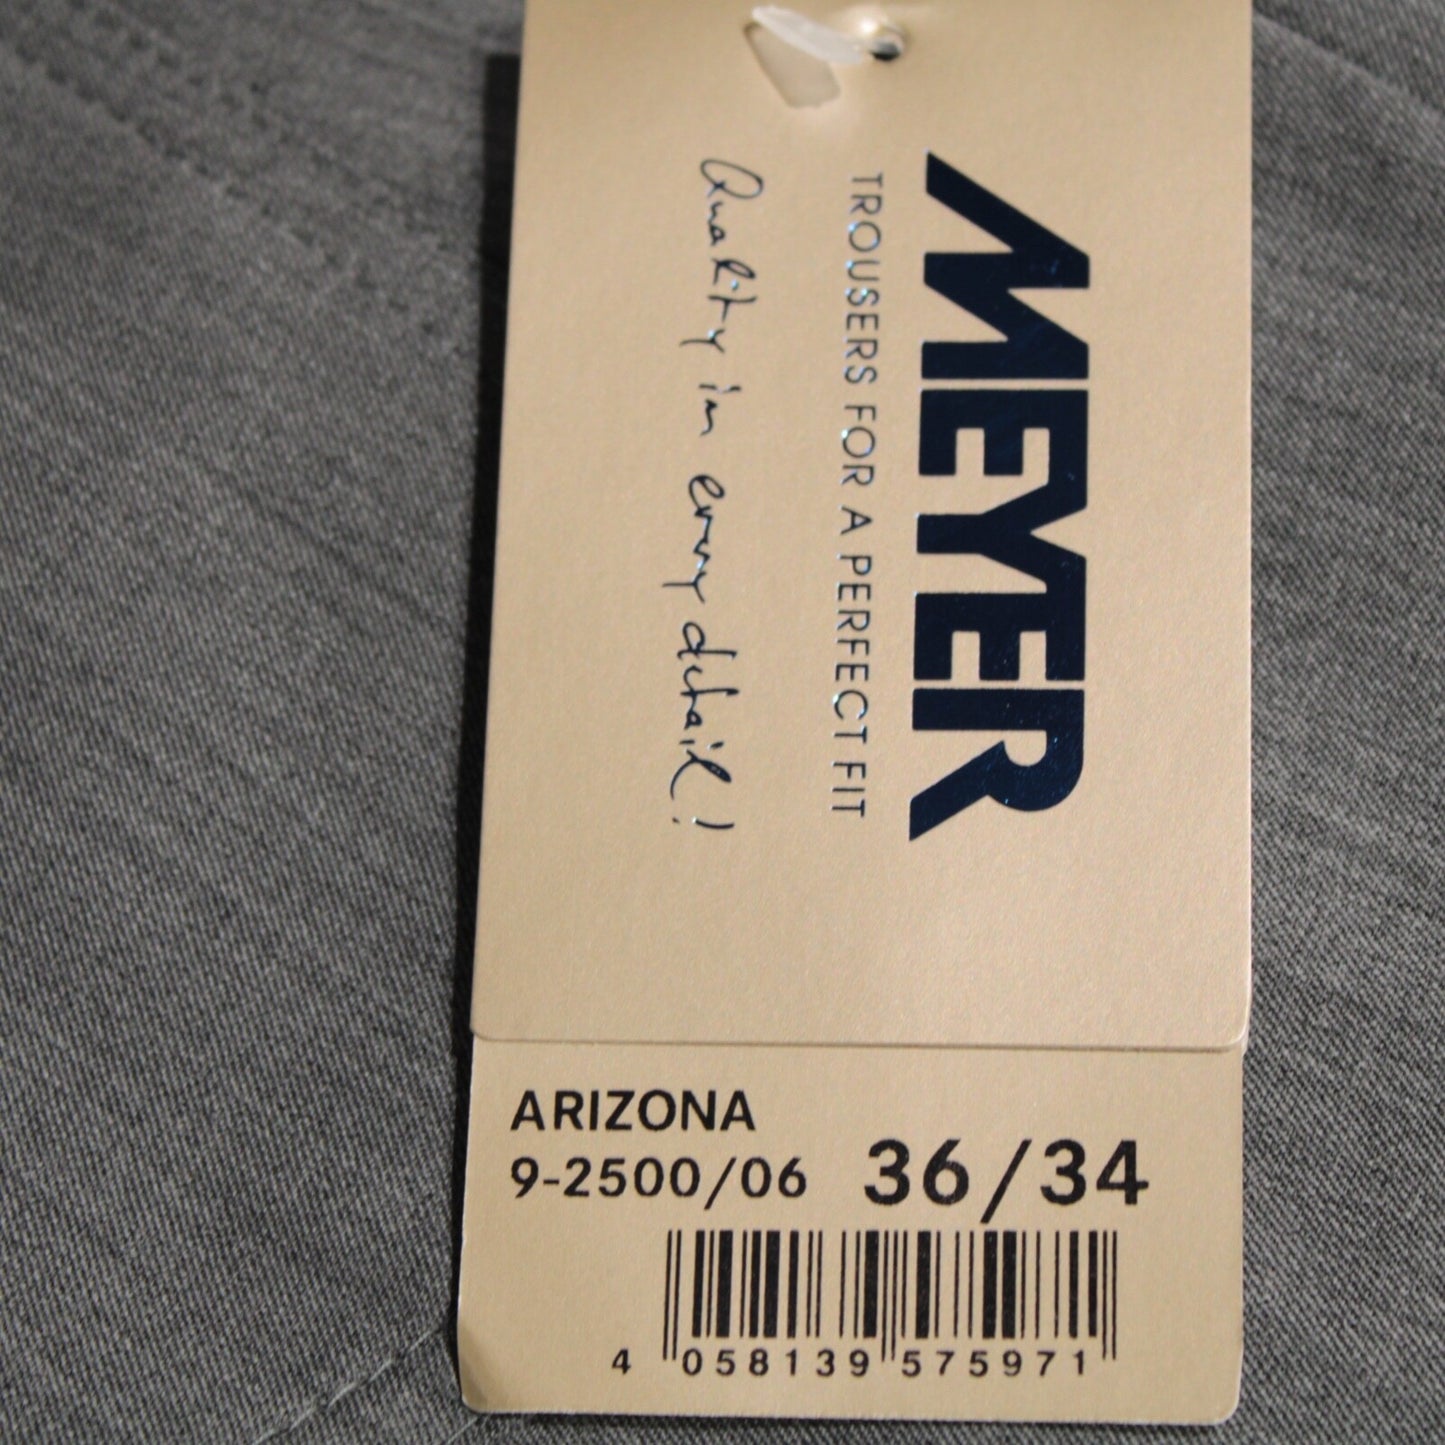 MEYER
TROUSERS FOR A PERFECT FIT
Quality in every detail!
ARIZONA
9-2500/06 36/34
4 058139 575971